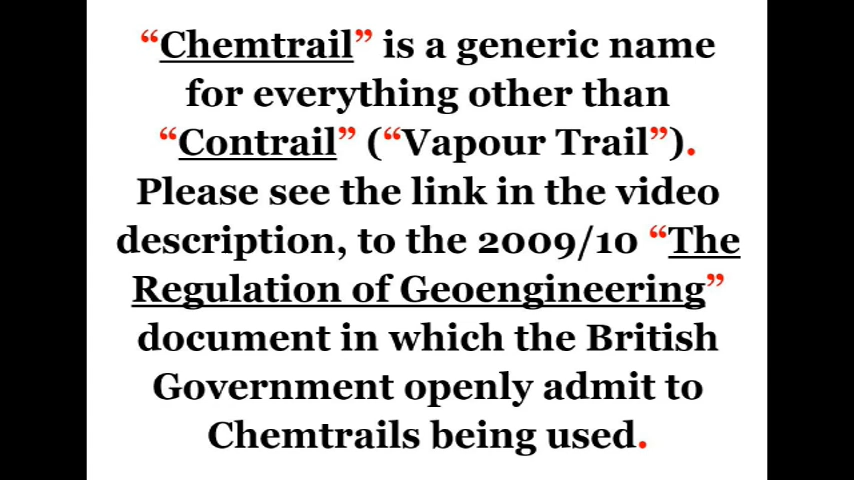 “Chemtrail” is a generic name
for everything other than
“Contrail” (“Vapour Trail”).
Please see the link in the video
description, to the 2009/10 “The
Regulation of Geoengineering”
document in which the British
Government openly admit to
Chemtrails being used.